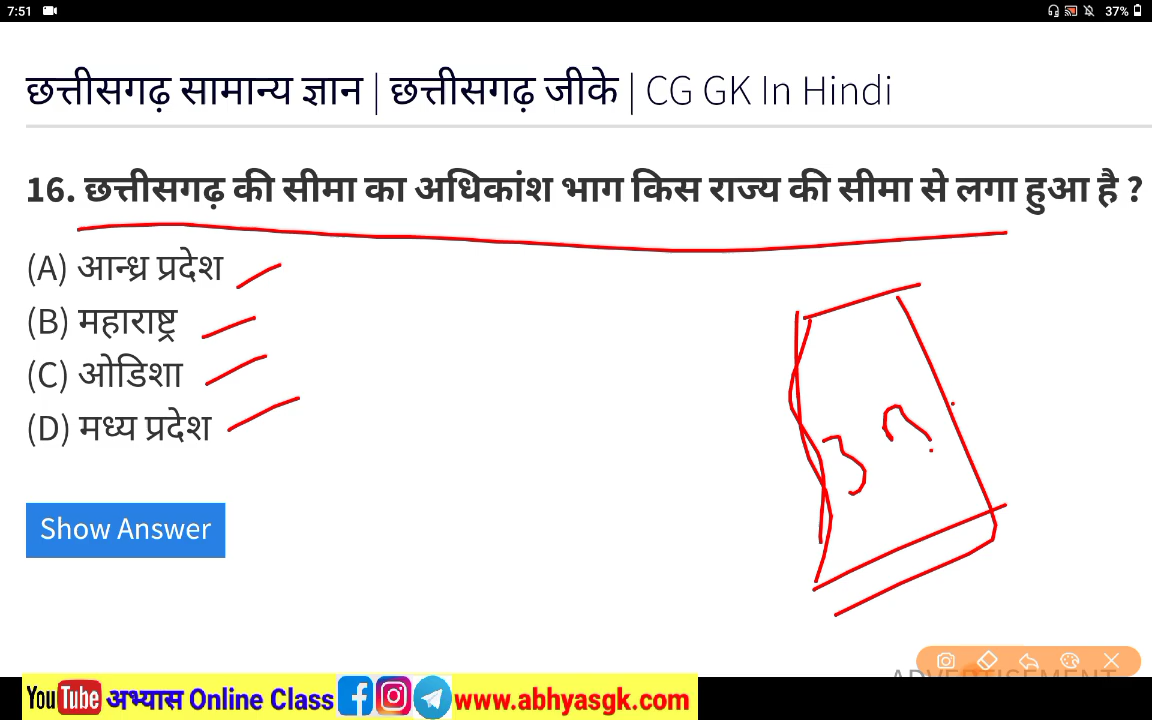 7:51
37%
छत्तीसगढ़ सामान्य ज्ञान | छत्तीसगढ़ जीके | CG GK In Hindi
16. छत्तीसगढ़ की सीमा का अधिकांश भाग किस राज्य की सीमा से लगा हुआ है ?
(A) आन्ध्र प्रदेश
(B) महाराष्ट्र
(C) ओडिशा
(D) मध्य प्रदेश
Show Answer
ADVERTISEMENT
YouTube अभ्यास Online Class www.abhyasgk.com